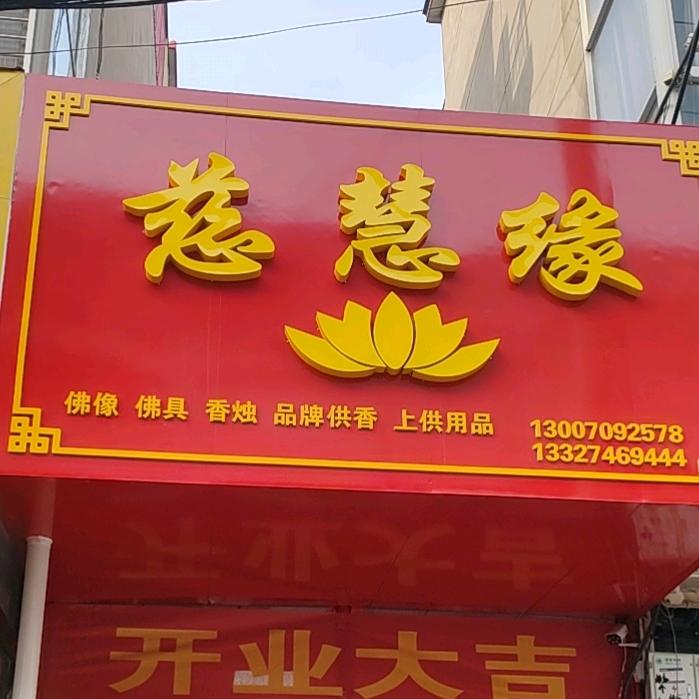 慈慧缘
佛像 佛具 香烛 品牌供香 上供用品
13007092578
13327469444
开业大吉